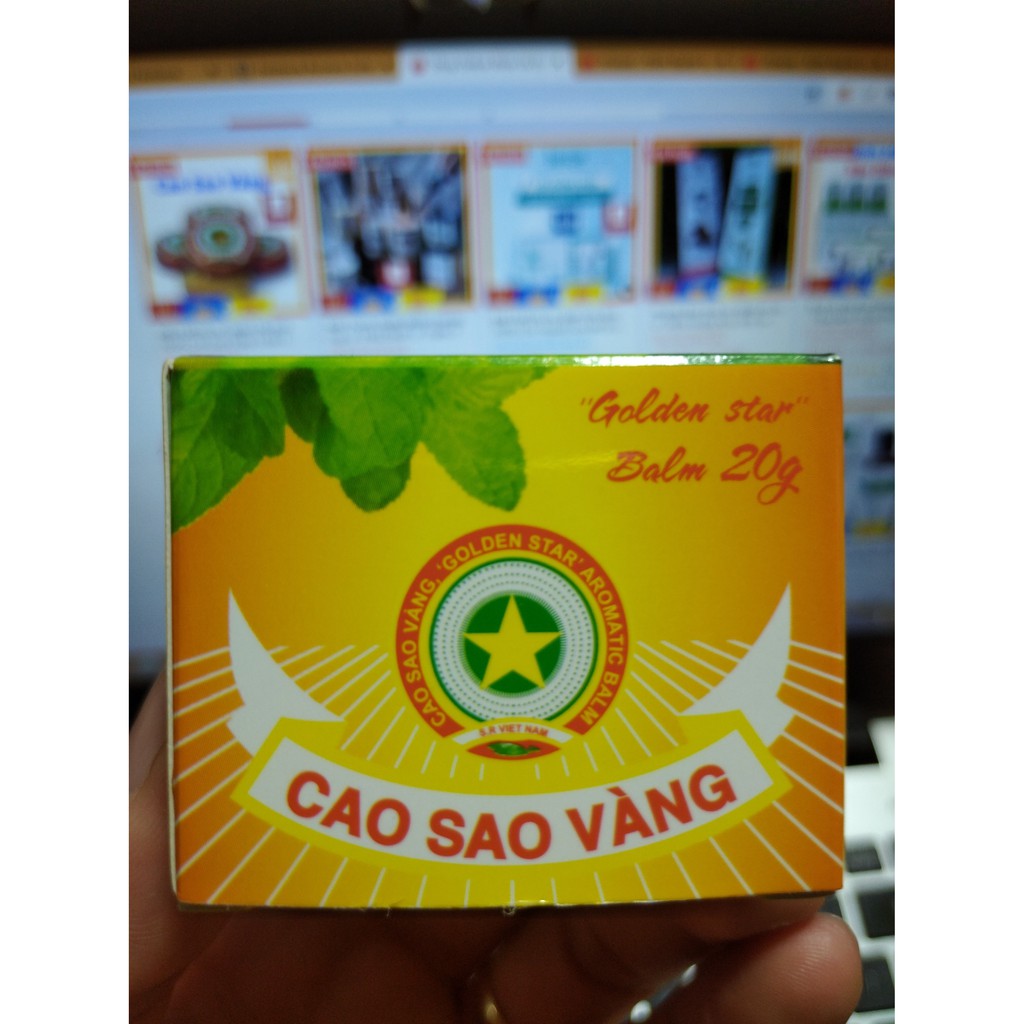 "Golden star"
Balm 20g
CAO SAO VÀNG, 'GOLDEN STAR' AROMATIC BALM
S.R VIET NAM
CAO SAO VÀNG